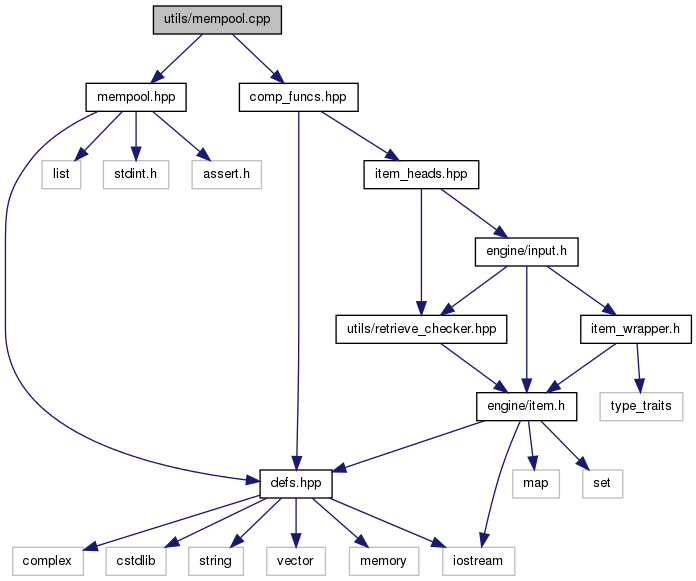 utils/mempool.cpp
mempool.hpp
comp_funcs.hpp
list
stdint.h
assert.h
item_heads.hpp
engine/input.h
utils/retrieve_checker.hpp
item_wrapper.h
engine/item.h
type_traits
defs.hpp
map
set
complex
cstdlib
string
vector
memory
iostream